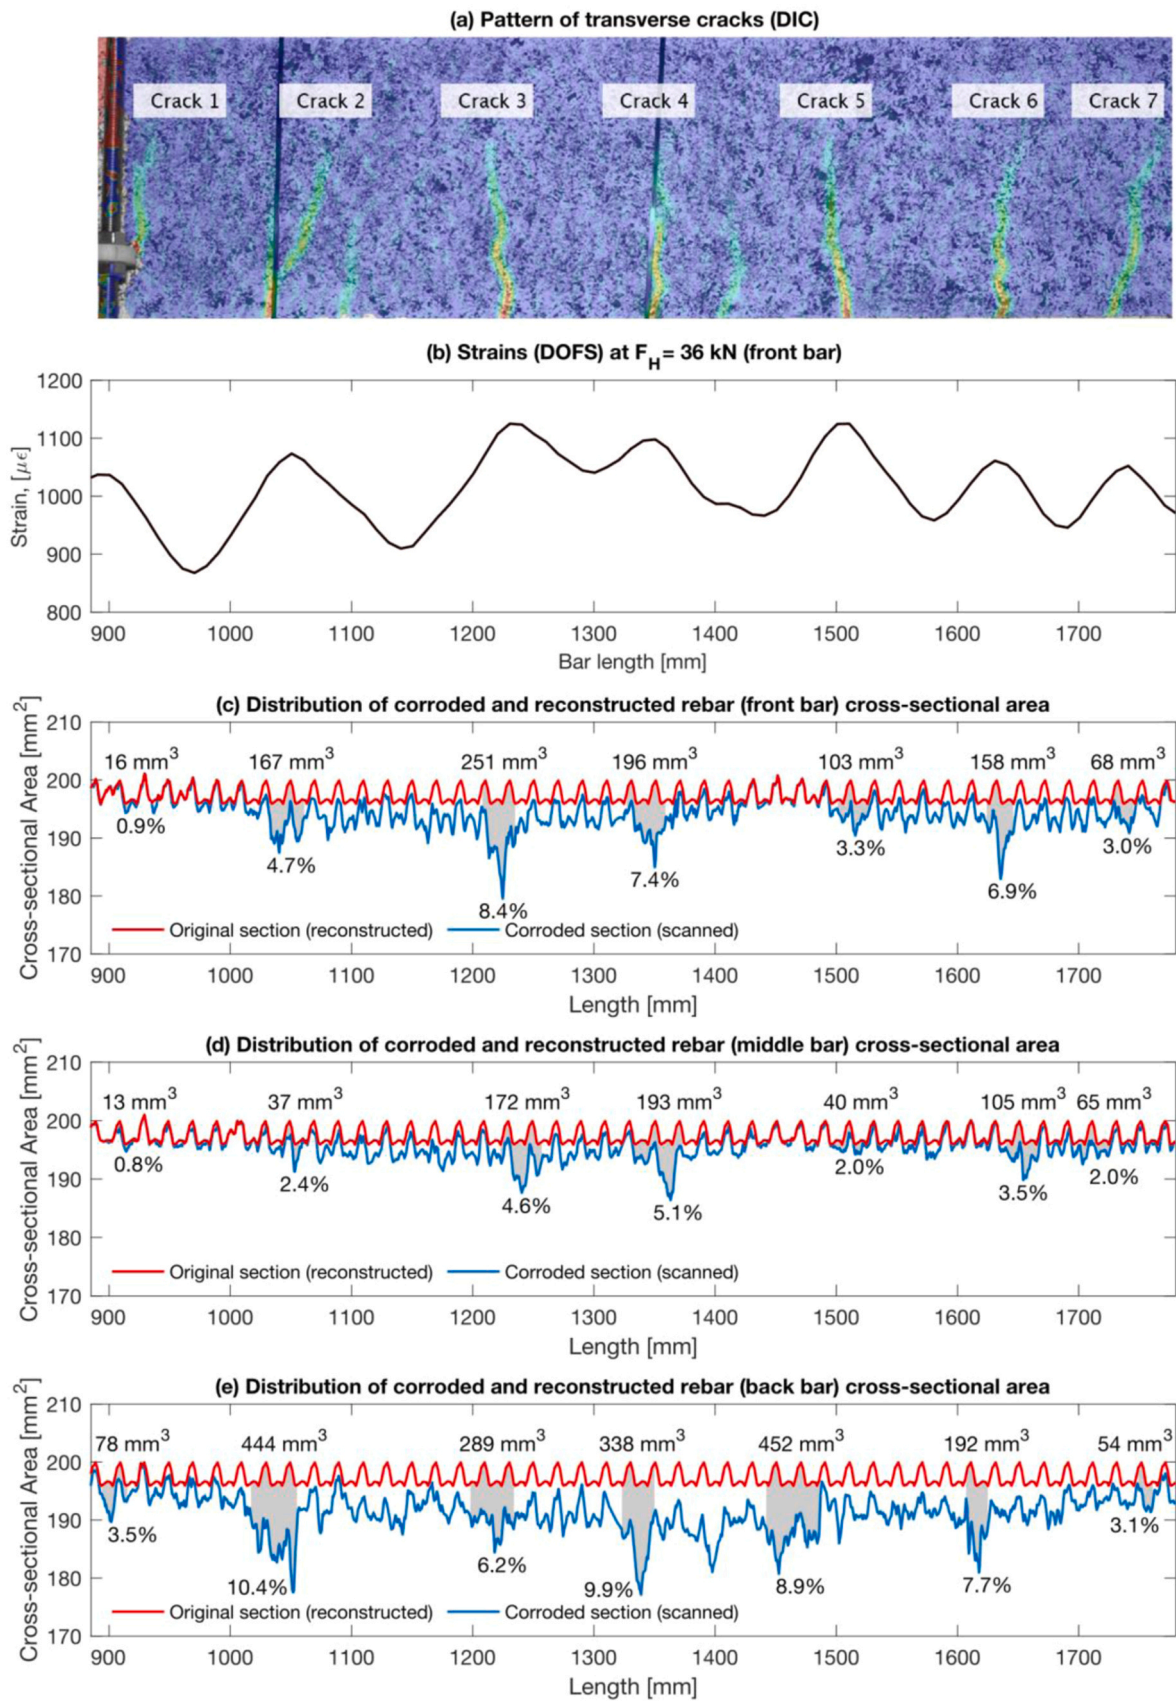 (a) Pattern of transverse cracks (DIC)
Crack 1 Crack 2 Crack 3 Crack 4 Crack 5 Crack 6 Crack 7
(b) Strains (DOFS) at F_H = 36 kN (front bar)
Strain, [με]
1200
1100
1000
900
800
900 1000 1100 1200 1300 1400 1500 1600 1700
Bar length [mm]
(c) Distribution of corroded and reconstructed rebar (front bar) cross-sectional area
Cross-sectional Area [mm²]
210
200
190
180
170
16 mm³ 167 mm³ 251 mm³ 196 mm³ 103 mm³ 158 mm³ 68 mm³
0.9% 4.7% 8.4% 7.4% 3.3% 6.9% 3.0%
Original section (reconstructed) Corroded section (scanned)
900 1000 1100 1200 1300 1400 1500 1600 1700
Length [mm]
(d) Distribution of corroded and reconstructed rebar (middle bar) cross-sectional area
Cross-sectional Area [mm²]
210
200
190
180
170
13 mm³ 37 mm³ 172 mm³ 193 mm³ 40 mm³ 105 mm³ 65 mm³
0.8% 2.4% 4.6% 5.1% 2.0% 3.5% 2.0%
Original section (reconstructed) Corroded section (scanned)
900 1000 1100 1200 1300 1400 1500 1600 1700
Length [mm]
(e) Distribution of corroded and reconstructed rebar (back bar) cross-sectional area
Cross-sectional Area [mm²]
210
200
190
180
170
78 mm³ 444 mm³ 289 mm³ 338 mm³ 452 mm³ 192 mm³ 54 mm³
3.5% 10.4% 6.2% 9.9% 8.9% 7.7% 3.1%
Original section (reconstructed) Corroded section (scanned)
900 1000 1100 1200 1300 1400 1500 1600 1700
Length [mm]